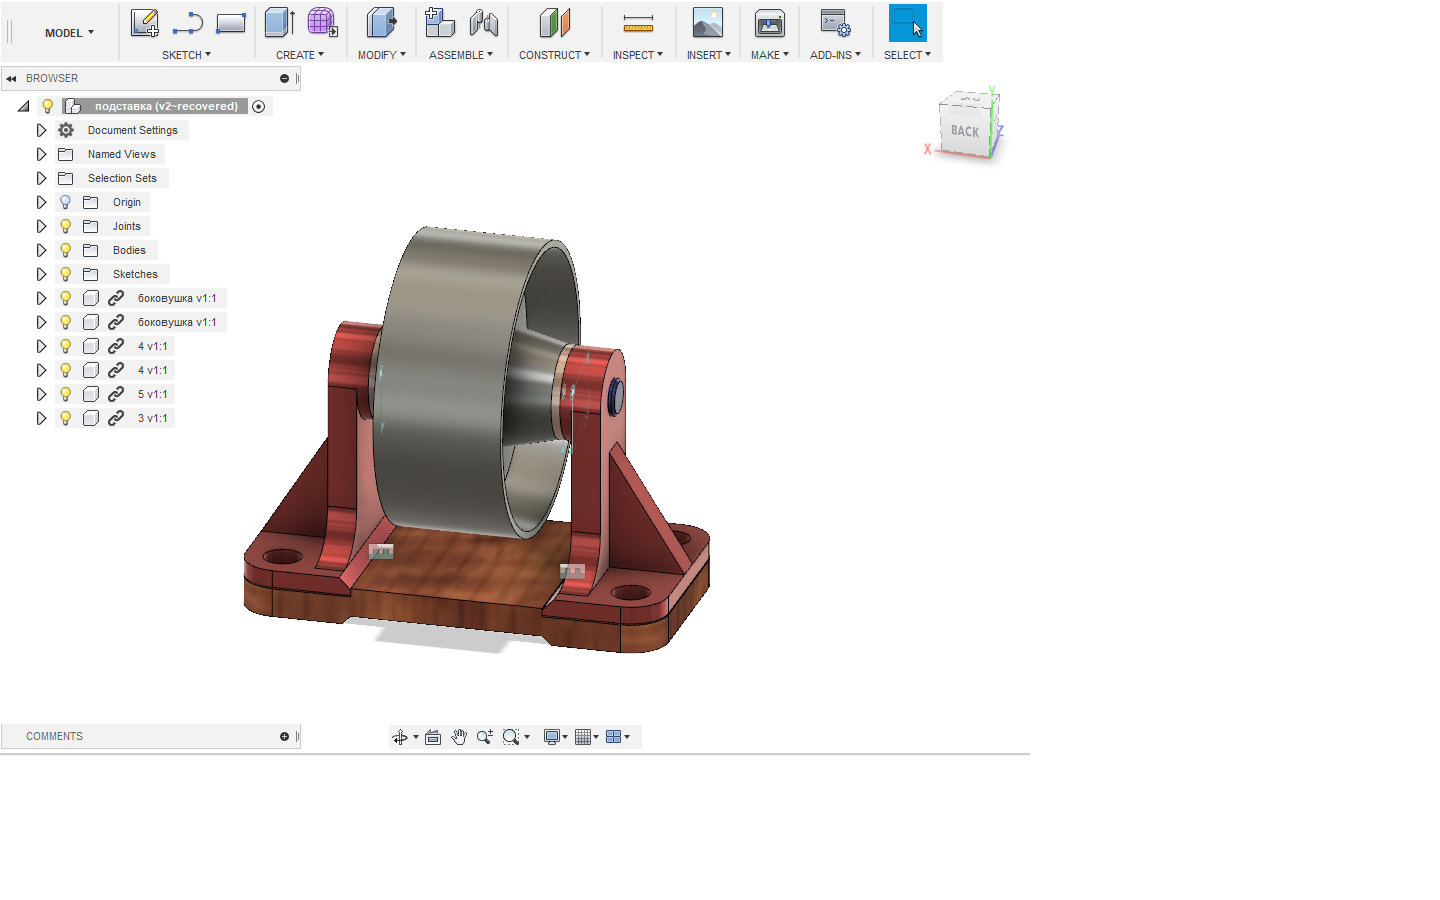 MODEL
SKETCH
CREATE
MODIFY
ASSEMBLE
CONSTRUCT
INSPECT
INSERT
MAKE
ADD-INS
SELECT
BROWSER
подставка (v2~recovered)
Document Settings
Named Views
Selection Sets
Origin
Joints
Bodies
Sketches
боковушка v1:1
боковушка v1:1
4 v1:1
4 v1:1
5 v1:1
3 v1:1
Y
BACK
Z
X
COMMENTS